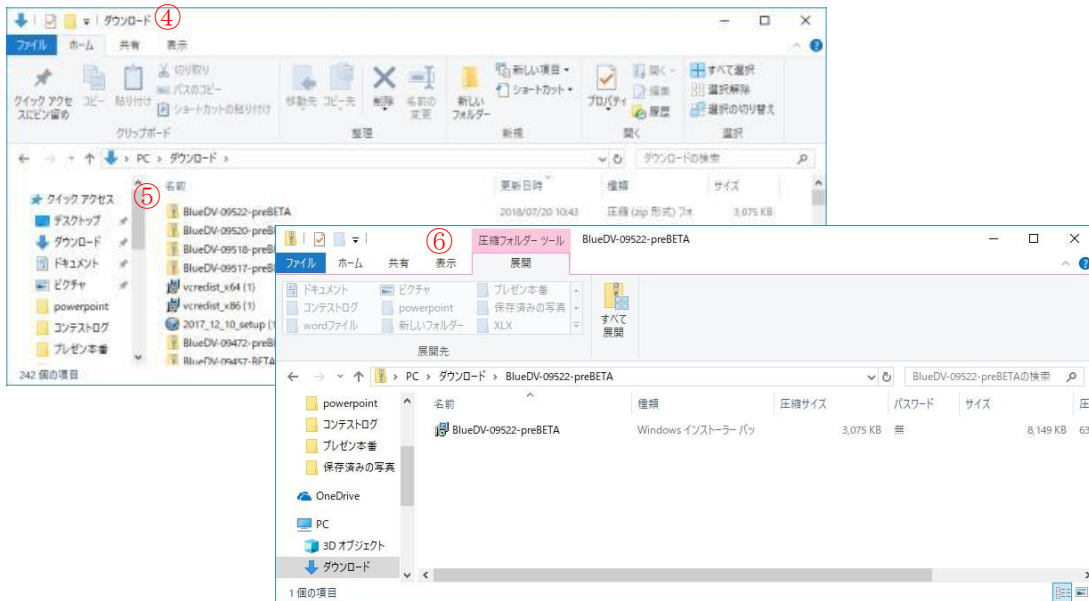 ダウンロード ④
ファイル ホーム 共有 表示
クイック アクセスにピン留め コピー 貼り付け 切り取り パスのコピー ショートカットの貼り付け 移動先 コピー先 削除 名前の変更 新しいフォルダー 新しい項目 ショートカット プロパティ 開く 編集 履歴 すべて選択 選択解除 選択の切り替え
クリップボード 整理 新規 開く 選択
PC › ダウンロード › ダウンロードの検索
⑤ 名前 更新日時 種類 サイズ
クイック アクセス
デスクトップ
ダウンロード
ドキュメント
ピクチャ
powerpoint
コンテストログ
プレゼン本番
BlueDV-09522-preBETA 2018/07/20 10:43 圧縮 (zip 形式) フォ 3,075 KB
BlueDV-09520-preB
BlueDV-09518-preB
BlueDV-09517-preB
vcredist_x64 (1)
vcredist_x86 (1)
2017_12_10_setup (1
BlueDV-09472-preB
BlueDV-09457-BETA
242 個の項目
⑥ 圧縮フォルダー ツール BlueDV-09522-preBETA
ファイル ホーム 共有 表示 展開
ドキュメント ピクチャ プレゼン本番
コンテストログ powerpoint 保存済みの写真
wordファイル 新しいフォルダー XLX
すべて展開
展開先
PC › ダウンロード › BlueDV-09522-preBETA BlueDV-09522-preBETAの検索
名前 種類 圧縮サイズ パスワード サイズ 圧
BlueDV-09522-preBETA Windows インストーラー パッ 3,075 KB 無 8,149 KB 63
powerpoint
コンテストログ
プレゼン本番
保存済みの写真
OneDrive
PC
3D オブジェクト
ダウンロード
1 個の項目